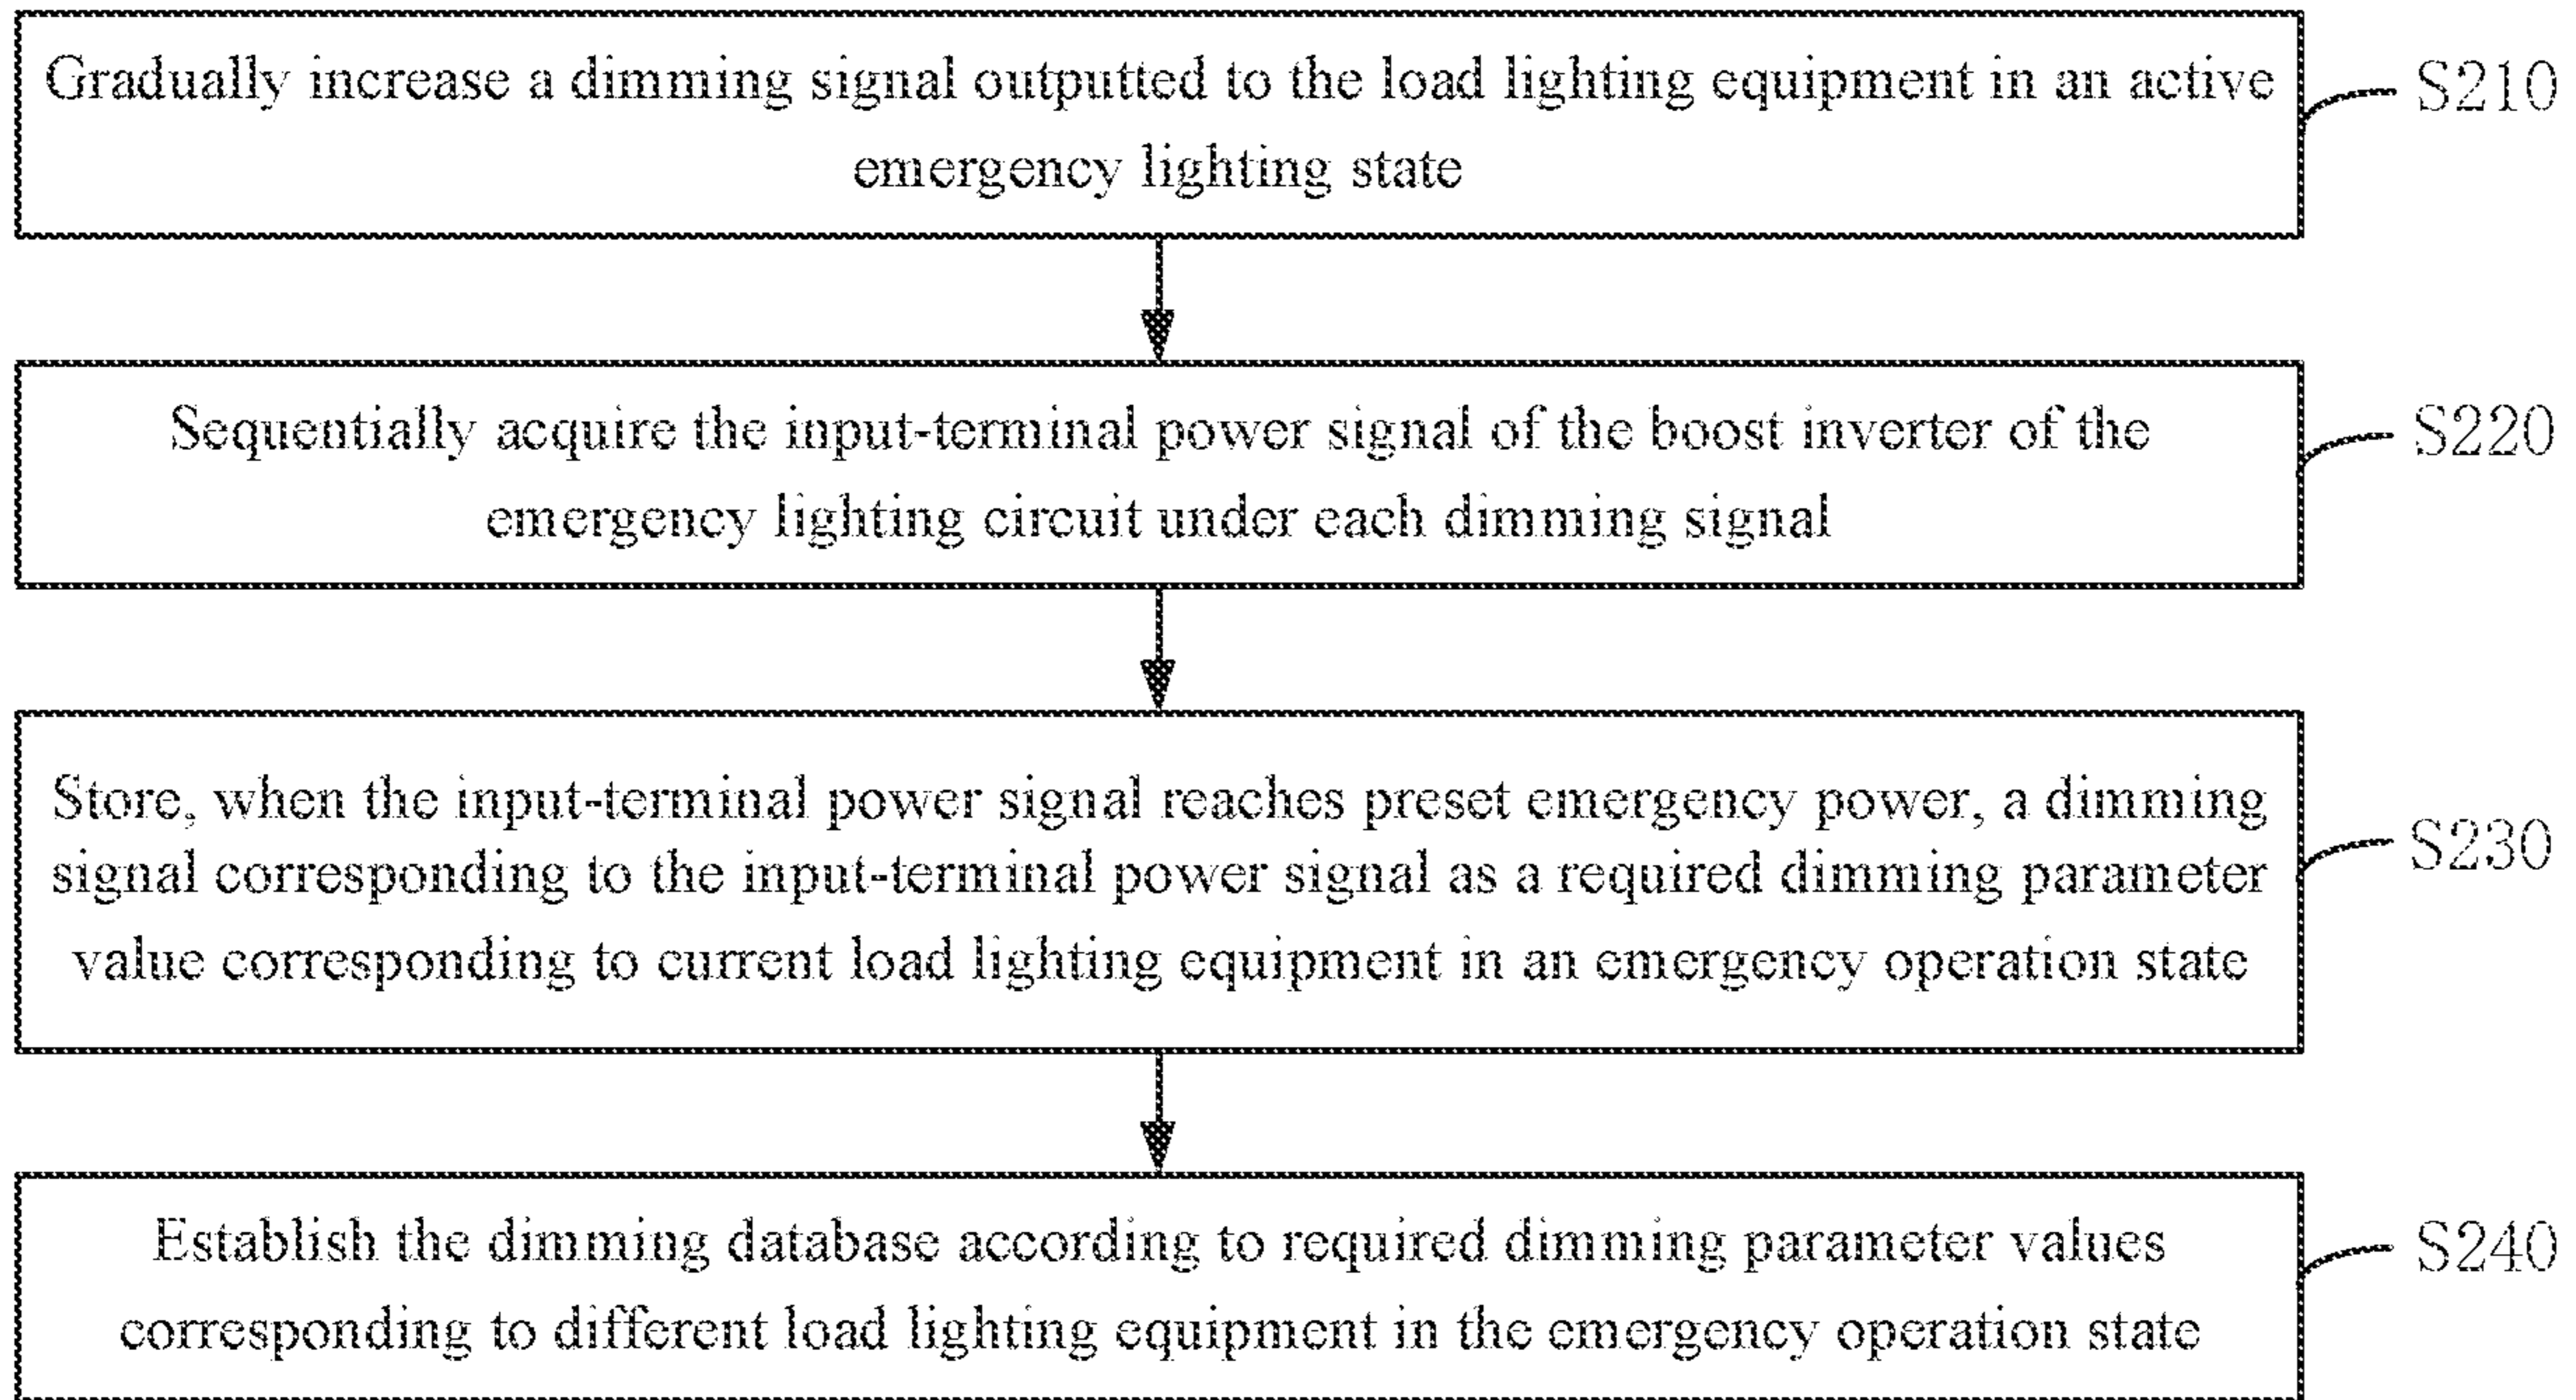 Gradually increase a dimming signal outputted to the load lighting equipment in an active
emergency lighting state
S210
Sequentially acquire the input-terminal power signal of the boost inverter of the
emergency lighting circuit under each dimming signal
S220
Store, when the input-terminal power signal reaches preset emergency power, a dimming
signal corresponding to the input-terminal power signal as a required dimming parameter
value corresponding to current load lighting equipment in an emergency operation state
S230
Establish the dimming database according to required dimming parameter values
corresponding to different load lighting equipment in the emergency operation state
S240